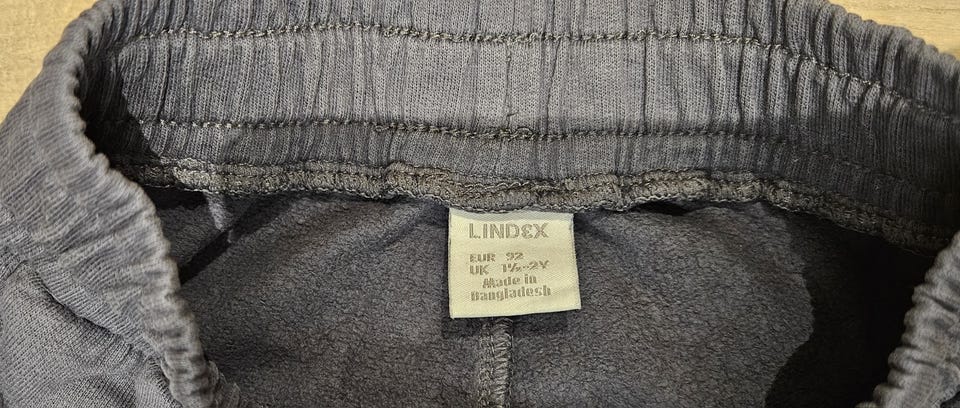 LINDEX
EUR 92
UK 1½-2Y
Made in
Bangladesh